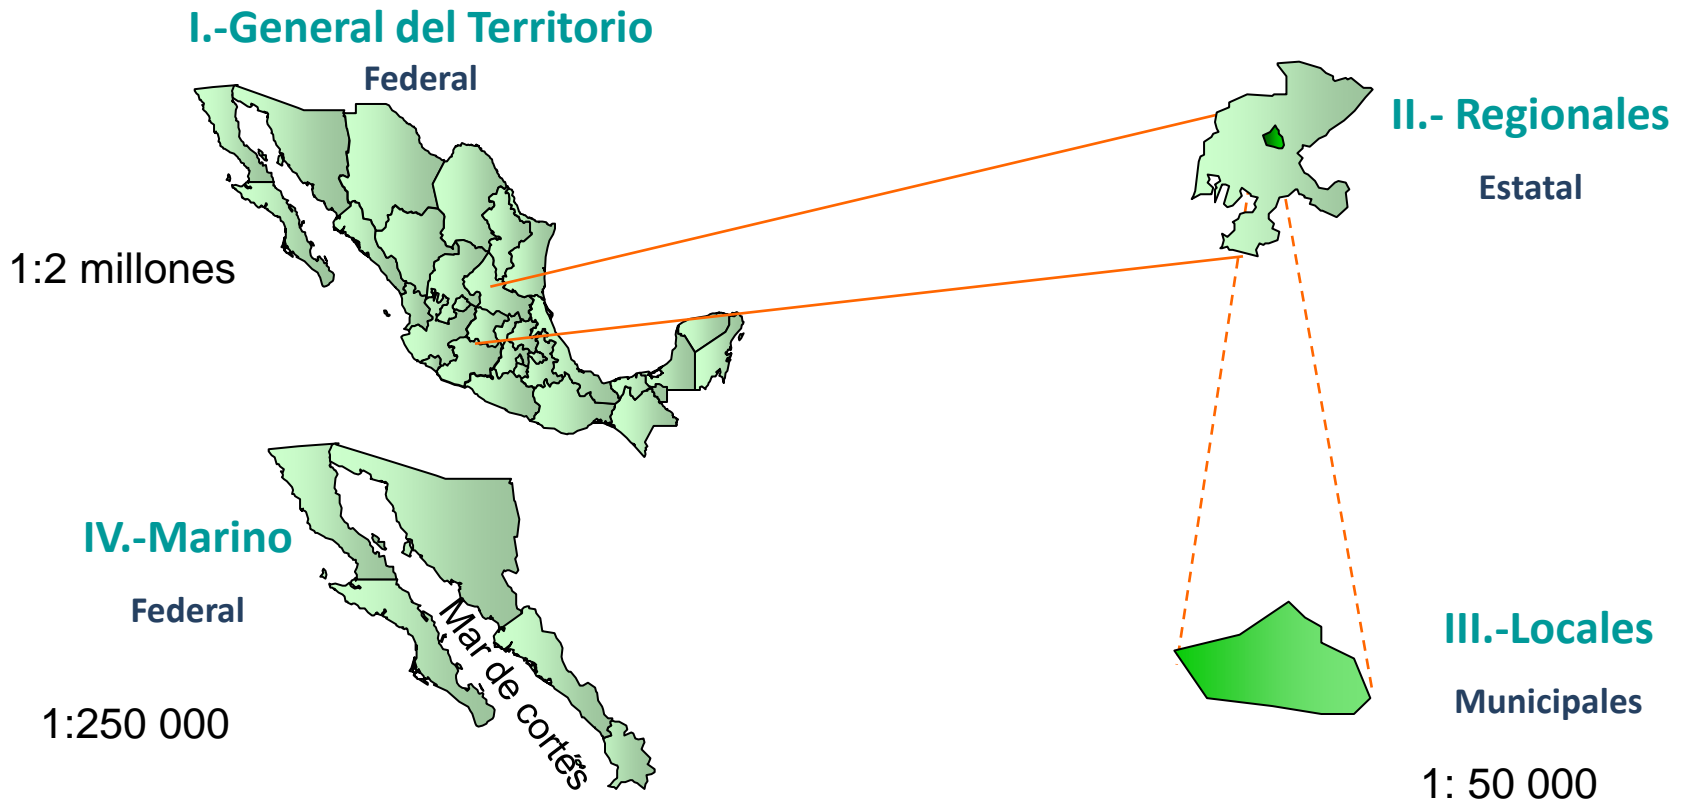 I.-General del Territorio
Federal
1:2 millones
II.- Regionales
Estatal
IV.-Marino
Federal
1:250 000
Mar de cortés
III.-Locales
Municipales
1: 50 000